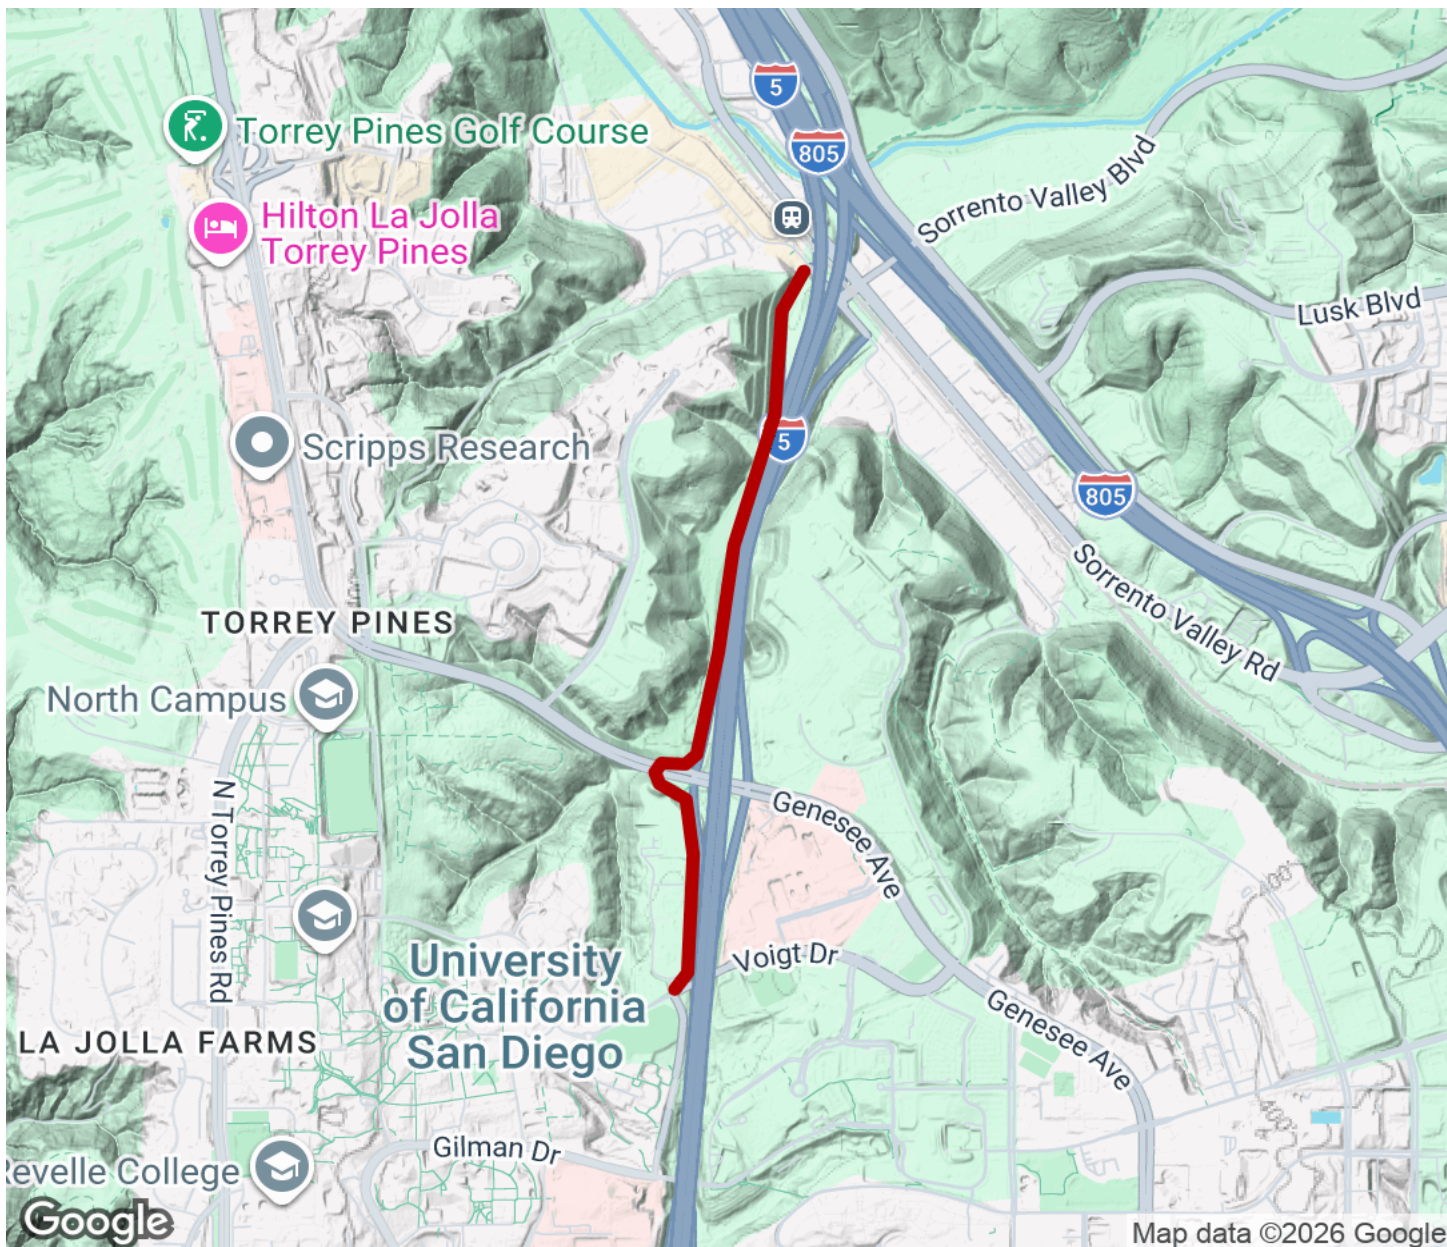 5
805
Torrey Pines Golf Course
Sorrento Valley Blvd
Hilton La Jolla
Torrey Pines
Lusk Blvd
5
Scripps Research
805
Sorrento Valley Rd
TORREY PINES
North Campus
N Torrey Pines Rd
Genesee Ave
400'
Voigt Dr
University
of California
San Diego
Genesee Ave
LA JOLLA FARMS
Gilman Dr
Revelle College
Google
Map data ©2026 Google